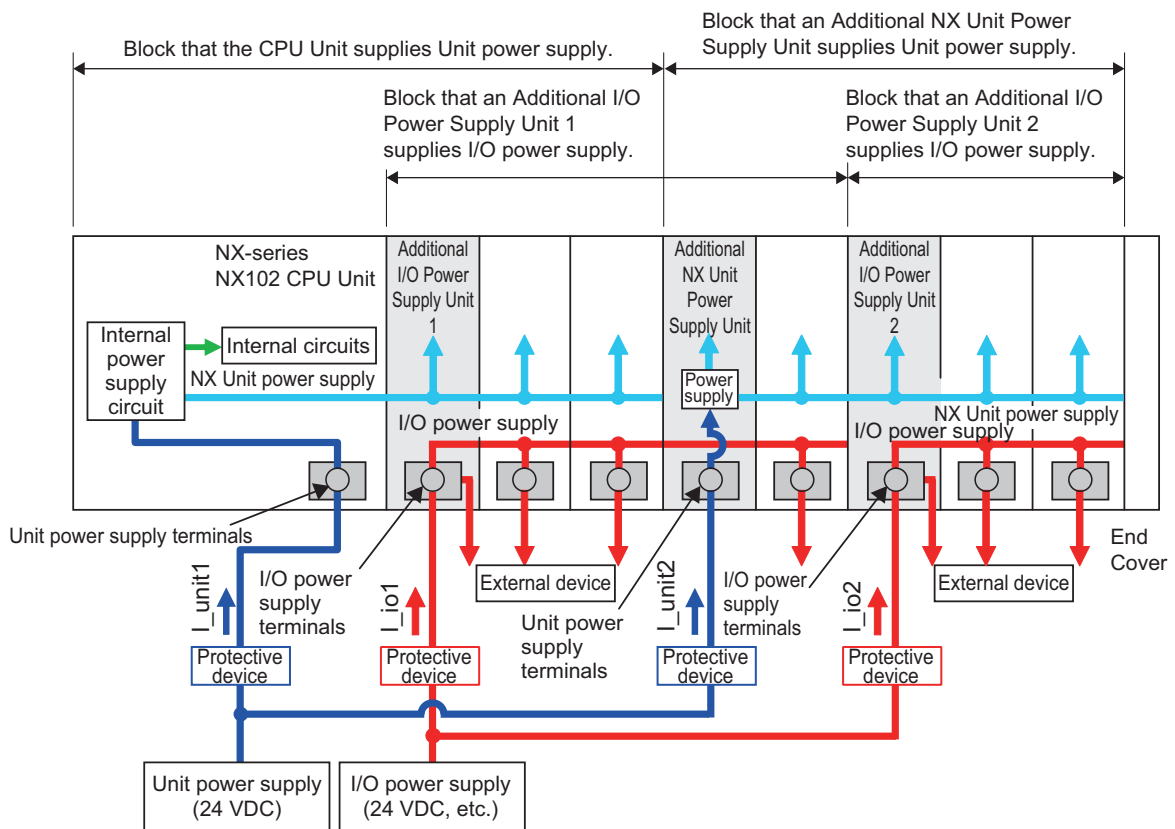 Block that the CPU Unit supplies Unit power supply.
Block that an Additional NX Unit Power
Supply Unit supplies Unit power supply.
Block that an Additional I/O
Power Supply Unit 1
supplies I/O power supply.
Block that an Additional I/O
Power Supply Unit 2
supplies I/O power supply.
NX-series
NX102 CPU Unit
Additional
I/O Power
Supply Unit
1
Additional
NX Unit
Power
Supply Unit
Additional
I/O Power
Supply Unit
2
Internal
power
supply
circuit
Internal circuits
NX Unit power supply
Power
supply
NX Unit power supply
I/O power supply
I/O power supply
Unit power supply terminals
I/O power
supply
terminals
External device
Unit power
supply
terminals
I/O power
supply
terminals
External device
End
Cover
I_unit1
I_io1
I_unit2
I_io2
Protective
device
Protective
device
Protective
device
Protective
device
Unit power supply
(24 VDC)
I/O power supply
(24 VDC, etc.)